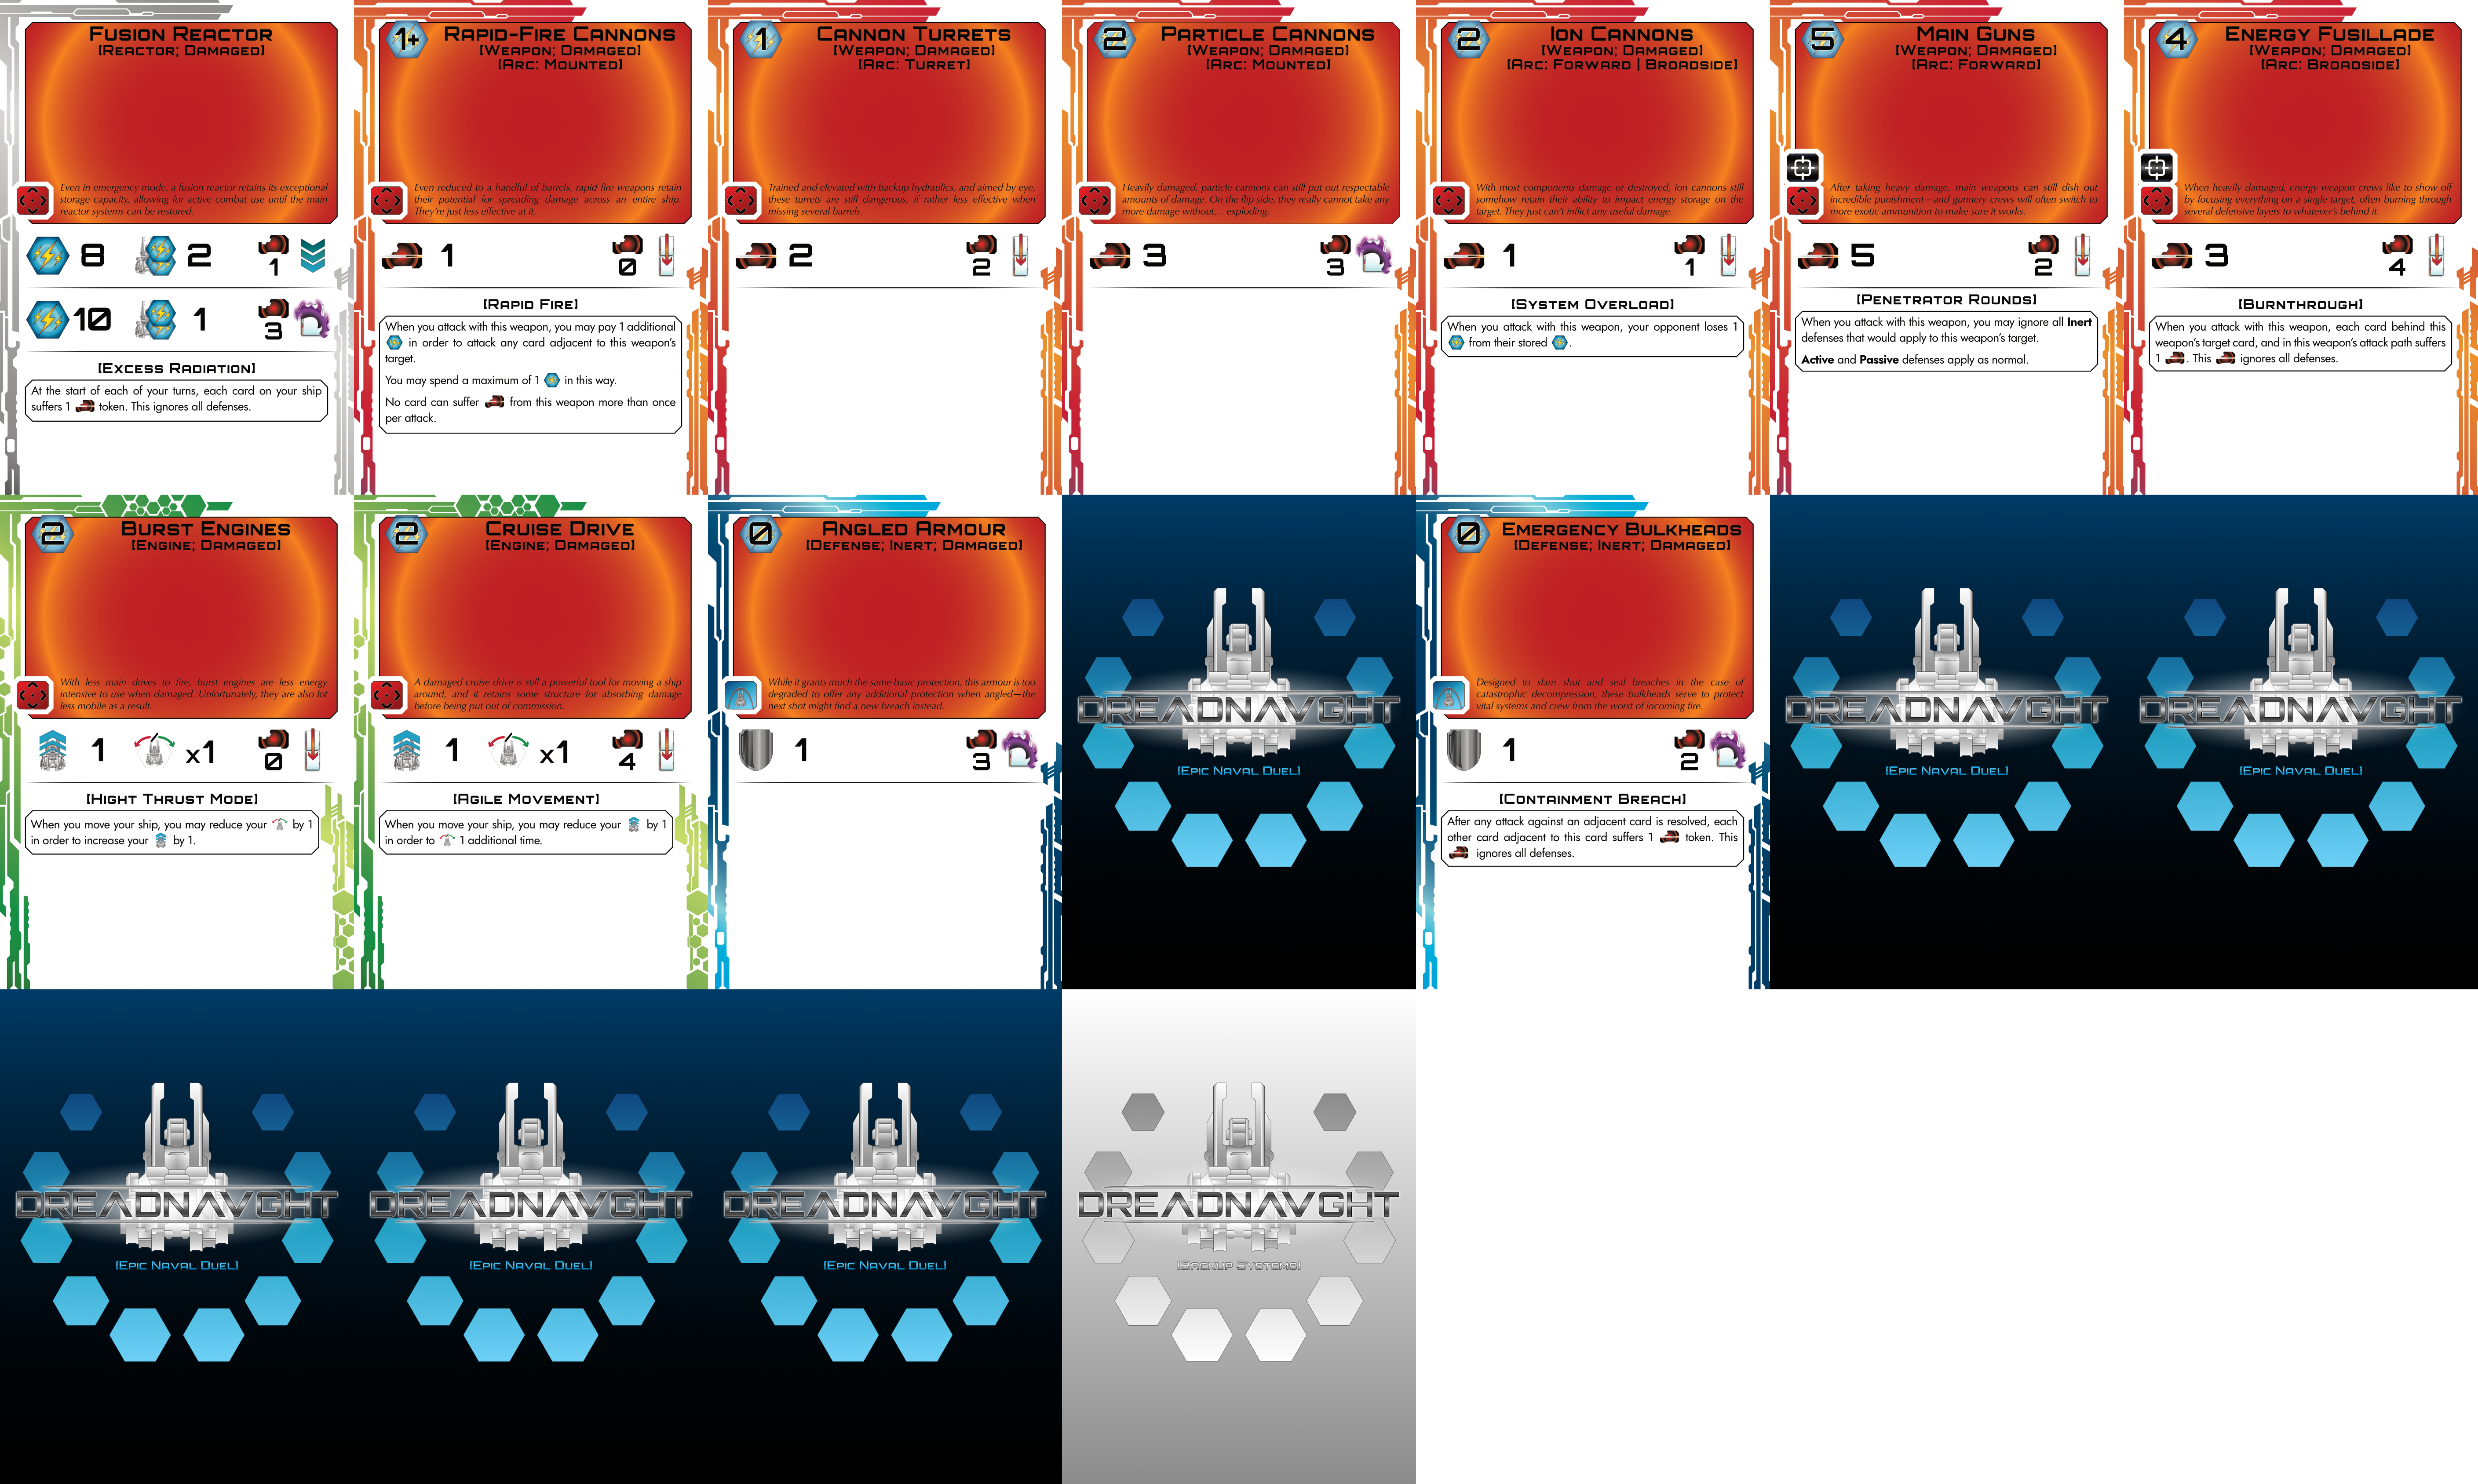 Fusion Reactor
[Reactor; Damaged]
Even in emergency mode, a fusion reactor retains its exceptional
storage capacity, allowing for active combat use until the main
reactor systems can be restored.
8 2 1
10 1 3
[Excess Radiation]
At the start of each of your turns, each card on your ship
suffers 1 token. This ignores all defenses.
1+
Rapid-Fire Cannons
[Weapon; Damaged]
[Arc: Mounted]
Even reduced to a handful of barrels, rapid fire weapons retain
their potential for spreading damage across an entire ship.
They're just less effective at it.
1 0
[Rapid Fire]
When you attack with this weapon, you may pay 1 additional
in order to attack any card adjacent to this weapon's
target.
You may spend a maximum of 1 in this way.
No card can suffer from this weapon more than once
per attack.
1
Cannon Turrets
[Weapon; Damaged]
[Arc: Turret]
Trained and elevated with backup hydraulics, and aimed by eye,
these turrets are still dangerous, if rather less effective when
missing several barrels.
2 2
2
Particle Cannons
[Weapon; Damaged]
[Arc: Mounted]
Heavily damaged, particle cannons can still put out respectable
amounts of damage. On the flip side, they really cannot take any
more damage without... exploding.
3 3
2
Ion Cannons
[Weapon; Damaged]
[Arc: Forward | Broadside]
With most components damage or destroyed, ion cannons still
somehow retain their ability to impact energy storage on the
target. They just can't inflict any useful damage.
1 1
[System Overload]
When you attack with this weapon, your opponent loses 1
from their stored .
5
Main Guns
[Weapon; Damaged]
[Arc: Forward]
After taking heavy damage, main weapons can still dish out
incredible punishment—and gunnery crews will often switch to
more exotic ammunition to make sure it works.
5 2
[Penetrator Rounds]
When you attack with this weapon, you may ignore all Inert
defenses that would apply to this weapon's target.
Active and Passive defenses apply as normal.
4
Energy Fusillade
[Weapon; Damaged]
[Arc: Broadside]
When heavily damaged, energy weapon crews like to show off
by focusing everything on a single target, often burning through
several defensive layers to whatever's behind it.
3 4
[Burnthrough]
When you attack with this weapon, each card behind this
weapon's target card, and in this weapon's attack path suffers
1 . This ignores all defenses.
2
Burst Engines
[Engine; Damaged]
With less main drives to fire, burst engines are less energy
intensive to use when damaged. Unfortunately, they are also lot
less mobile as a result.
1 x1 0
[Hight Thrust Mode]
When you move your ship, you may reduce your by 1
in order to increase your by 1.
2
Cruise Drive
[Engine; Damaged]
A damaged cruise drive is still a powerful tool for moving a ship
around, and it retains some structure for absorbing damage
before being put out of commission.
1 x1 4
[Agile Movement]
When you move your ship, you may reduce your by 1
in order to 1 additional time.
0
Angled Armour
[Defense; Inert; Damaged]
While it grants much the same basic protection, this armour is too
degraded to offer any additional protection when angled—the
next shot might find a new breach instead.
1 3
DREADNAVGHT
[Epic Naval Duel]
0
Emergency Bulkheads
[Defense; Inert; Damaged]
Designed to slam shut and seal breaches in the case of
catastrophic decompression, these bulkheads serve to protect
vital systems and crew from the worst of incoming fire.
1 2
[Containment Breach]
After any attack against an adjacent card is resolved, each
other card adjacent to this card suffers 1 token. This
ignores all defenses.
DREADNAVGHT
[Epic Naval Duel]
DREADNAVGHT
[Epic Naval Duel]
DREADNAVGHT
[Epic Naval Duel]
DREADNAVGHT
[Epic Naval Duel]
DREADNAVGHT
[Epic Naval Duel]
DREADNAVGHT
[Backup Systems]